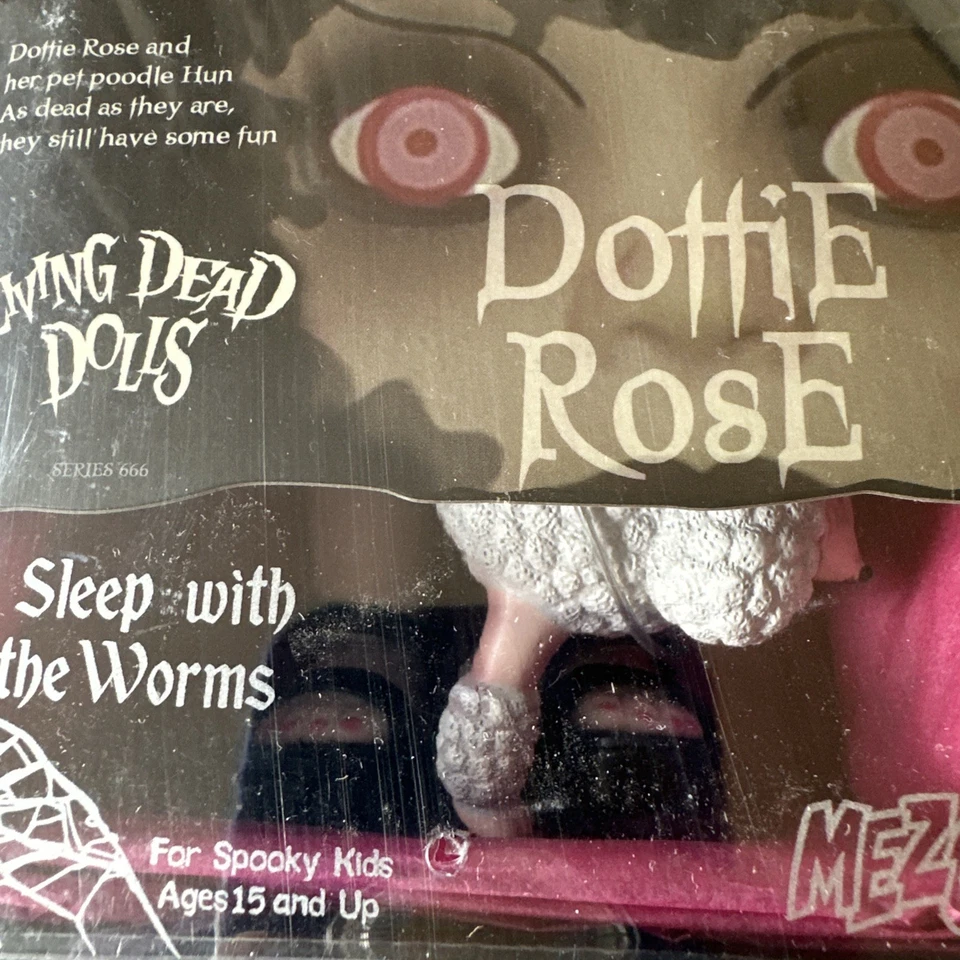 Dottie Rose and
her pet poodle Hun
As dead as they are,
hey still have some fun
DottiE
RosE
IVING DEAD
DOLLS
SERIES 666
Sleep with
the Worms
For Spooky Kids
Ages 15 and Up
MEZ